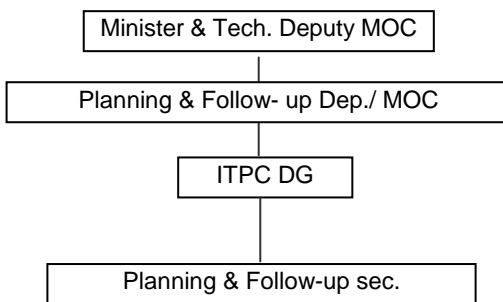 Minister & Tech. Deputy MOC
Planning & Follow- up Dep./ MOC
ITPC DG
Planning & Follow-up sec.